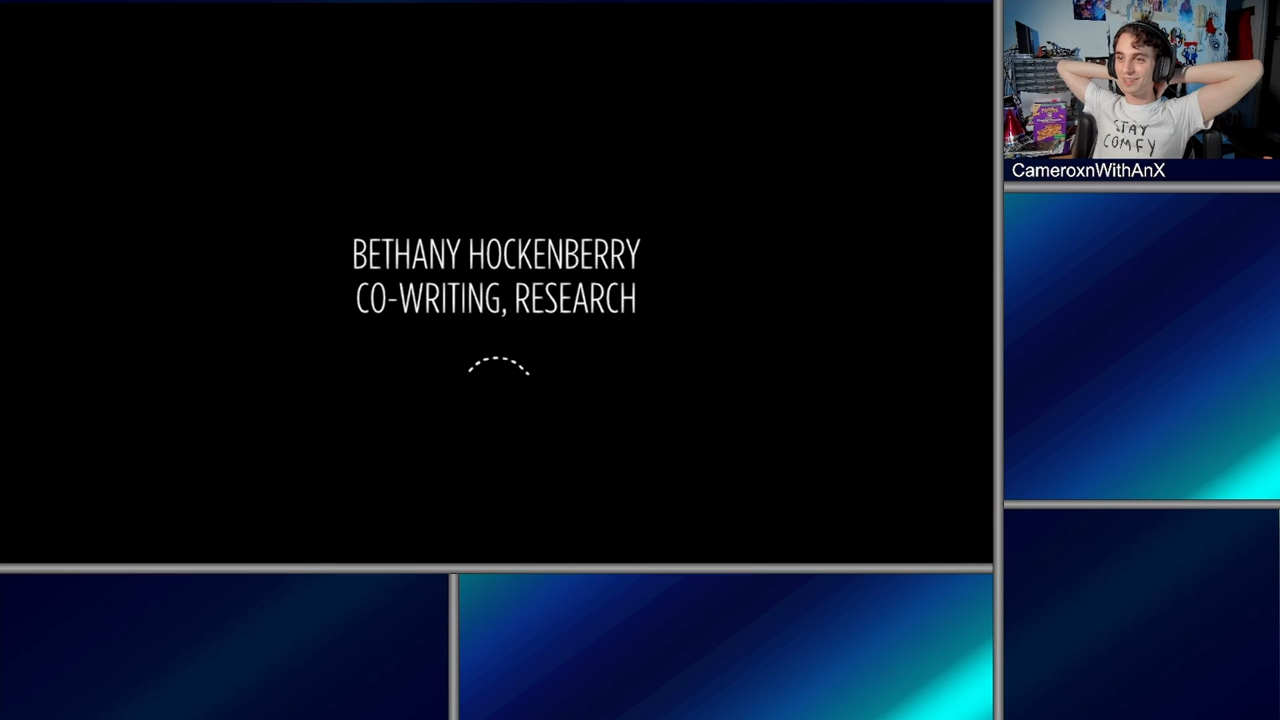 BETHANY HOCKENBERRY
CO-WRITING, RESEARCH
STAY
COMFY
CameroxnWithAnX